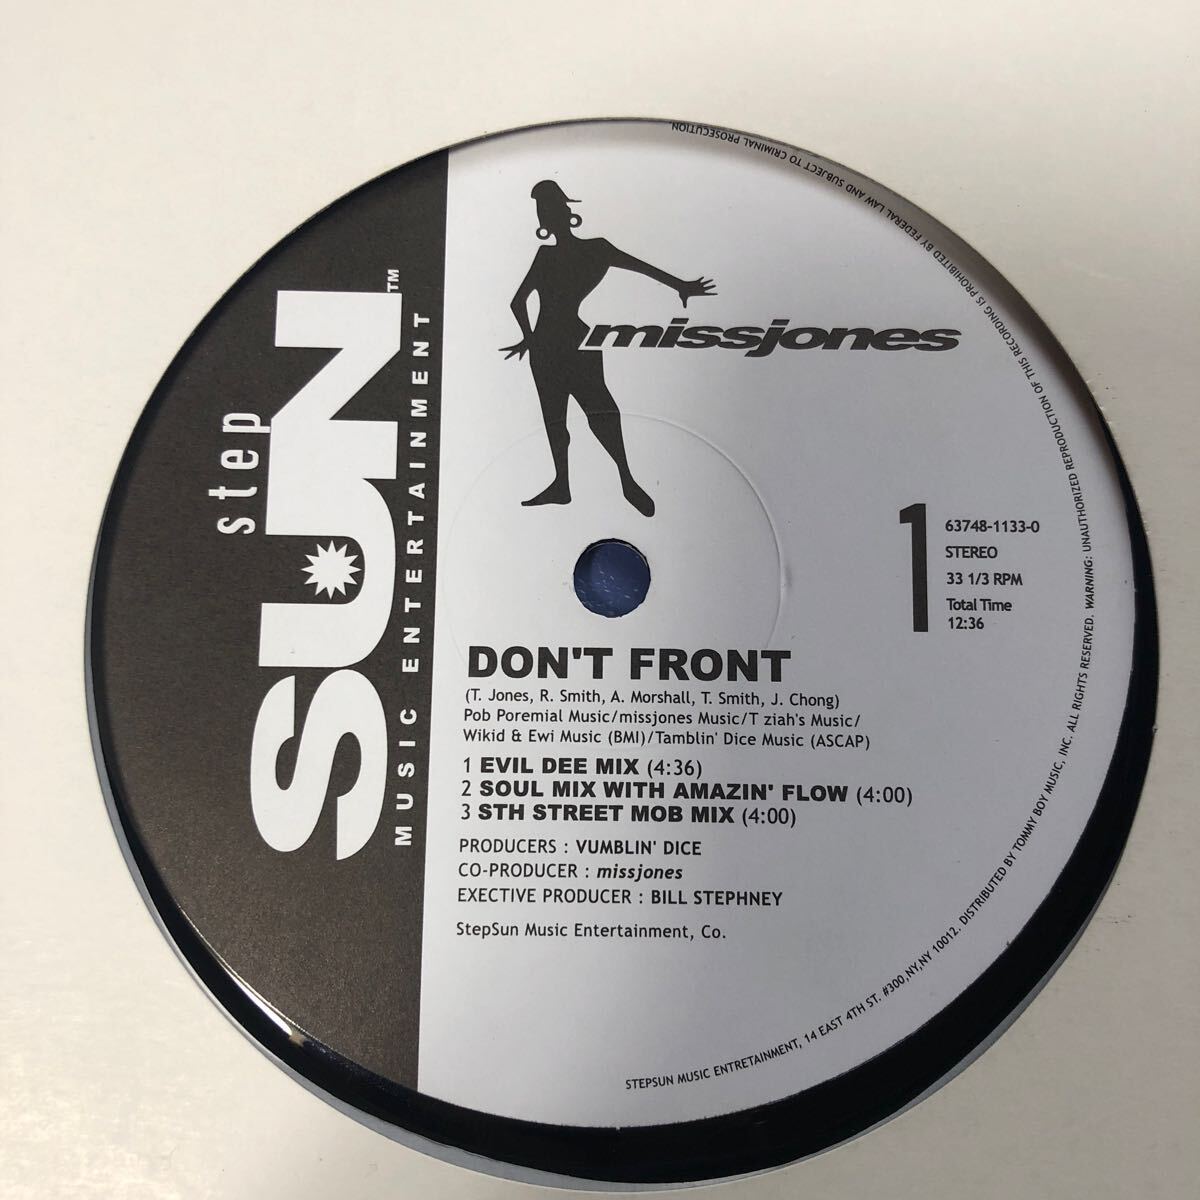 step
SUN™
MUSIC ENTERTAINMENT
missjones
1
63748-1133-0
STEREO
33 1/3 RPM
Total Time
12:36
DON'T FRONT
(T. Jones, R. Smith, A. Morshall, T. Smith, J. Chong)
Pob Poremial Music/missjones Music/T ziah's Music/
Wikid & Ewi Music (BMI)/Tamblin' Dice Music (ASCAP)
1 EVIL DEE MIX (4:36)
2 SOUL MIX WITH AMAZIN' FLOW (4:00)
3 STH STREET MOB MIX (4:00)
PRODUCERS : VUMBLIN' DICE
CO-PRODUCER : missjones
EXECTIVE PRODUCER : BILL STEPHNEY
StepSun Music Entertainment, Co.
STEPSUN MUSIC ENTRETAINMENT, 14 EAST 4TH ST. #300,NY,NY 10012. DISTRIBUTED BY TOMMY BOY MUSIC, INC. ALL RIGHTS RESERVED. WARNING: UNAUTHORIZED REPRODUCTION OF THIS RECORDING IS PROHIBITED BY FEDERAL LAW AND SUBJECT TO CRIMINAL PROSECUTION.